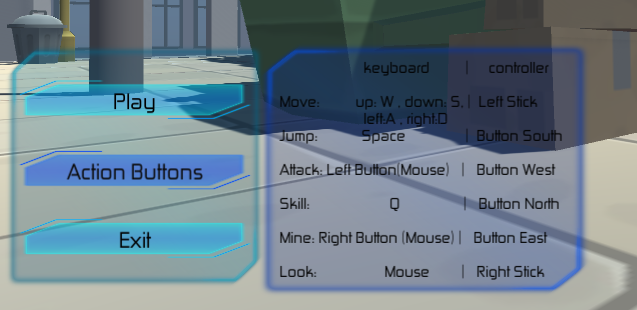 Play
Action Buttons
Exit
keyboard | controller
Move: up: W , down: S, | Left Stick
left:A , right:D
Jump: Space | Button South
Attack: Left Button(Mouse) | Button West
Skill: Q | Button North
Mine: Right Button (Mouse) | Button East
Look: Mouse | Right Stick